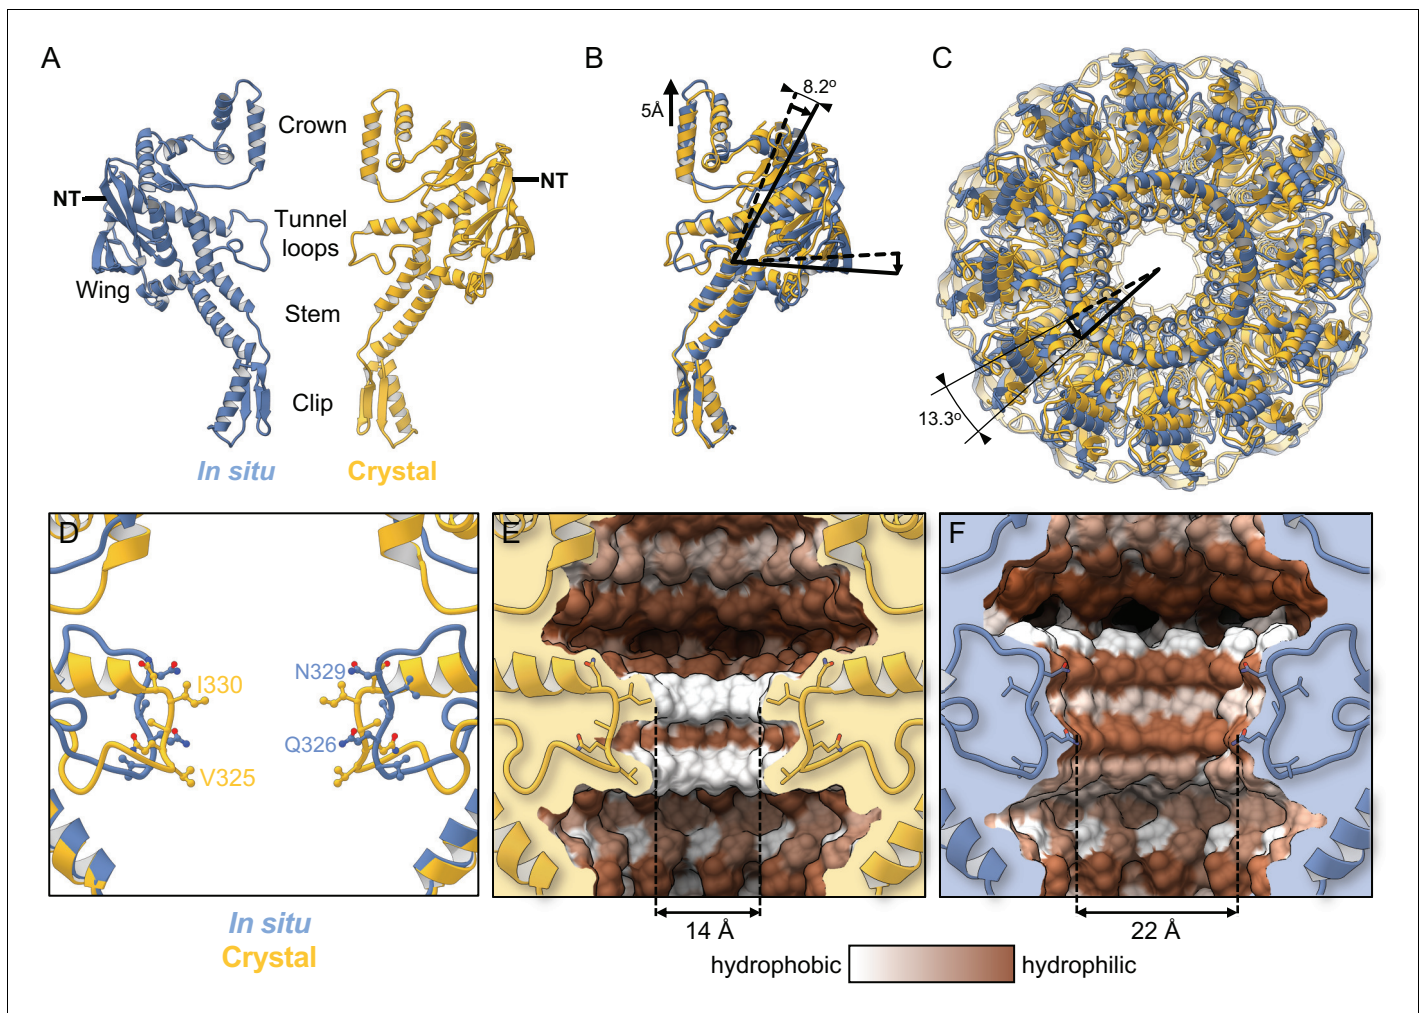 A
B
C
Crown
NT
NT
Tunnel
loops
Wing
Stem
Clip
In situ
Crystal
5Å
8.2°
13.3°
D
E
F
N329
I330
Q326
V325
In situ
Crystal
14 Å
22 Å
hydrophobic
hydrophilic